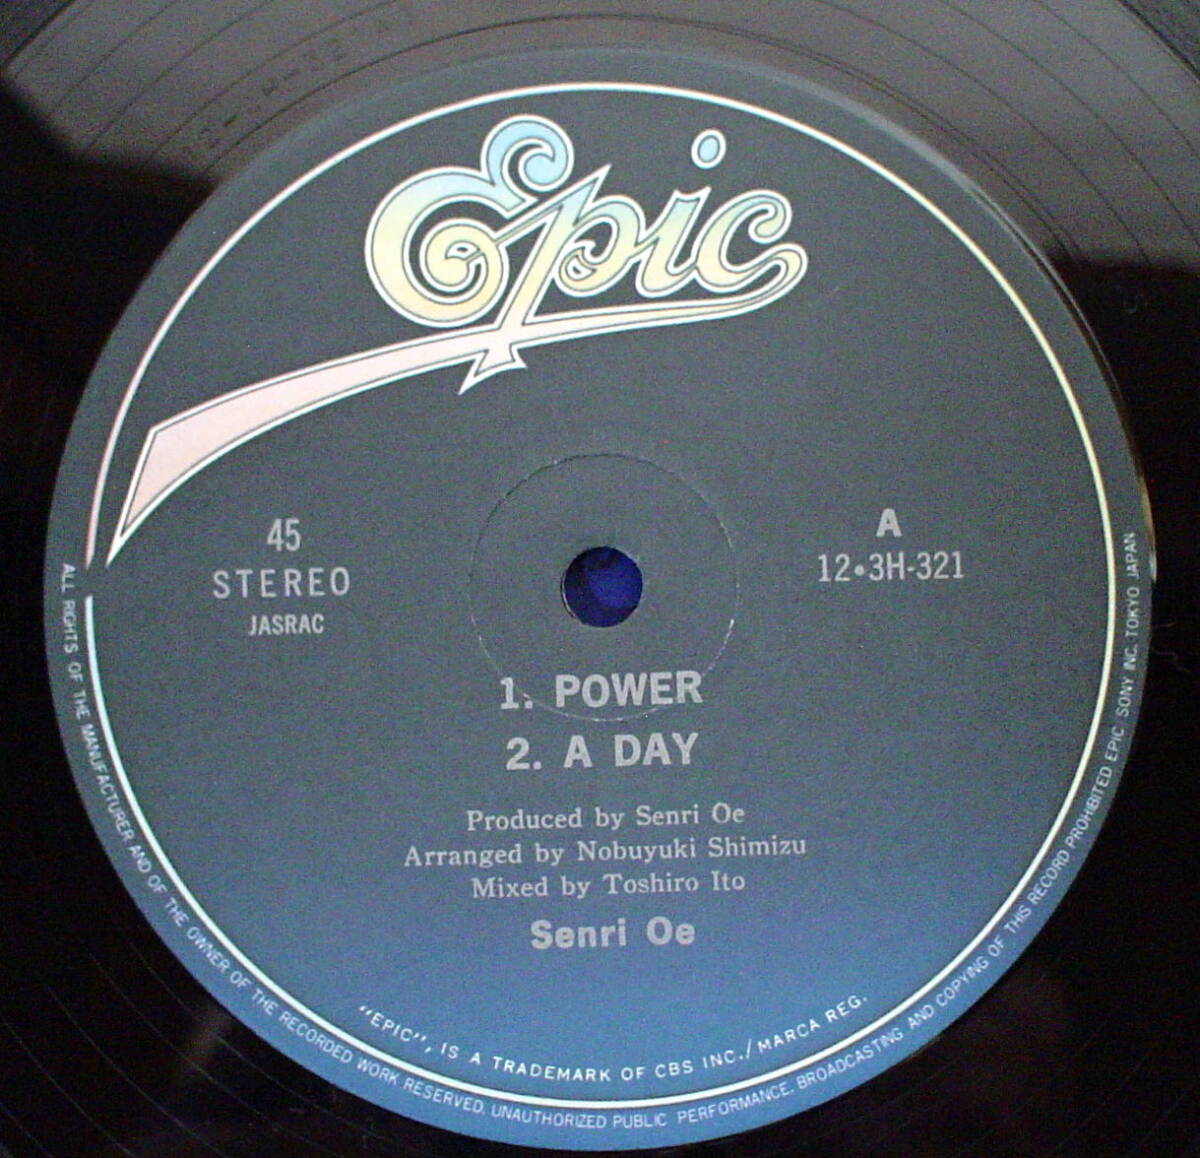 Epic
45
STEREO
JASRAC
A
12•3H-321
1. POWER
2. A DAY
Produced by Senri Oe
Arranged by Nobuyuki Shimizu
Mixed by Toshiro Ito
Senri Oe
"EPIC", IS A TRADEMARK OF CBS INC./MARCA REG.
ALL RIGHTS OF THE MANUFACTURER AND OF THE OWNER OF THE RECORDED WORK RESERVED. UNAUTHORIZED PUBLIC PERFORMANCE, BROADCASTING AND COPYING OF THIS RECORD PROHIBITED EPIC SONY INC. TOKYO JAPAN